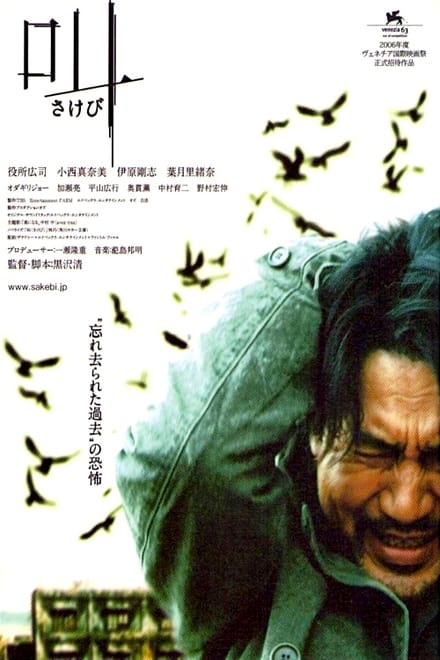 叫
さけび
venezia 63
2006年度
ヴェネチア国際映画祭
正式招待作品
役所広司 小西真奈美 伊原剛志 葉月里緒奈
オダギリジョー 加瀬亮 平山広行 奥貫薫 中村育二 野村宏伸
プロデューサー:一瀬隆重 音楽:配島邦明
監督・脚本:黒沢清
www.sakebi.jp
"忘れ去られた過去"の恐怖